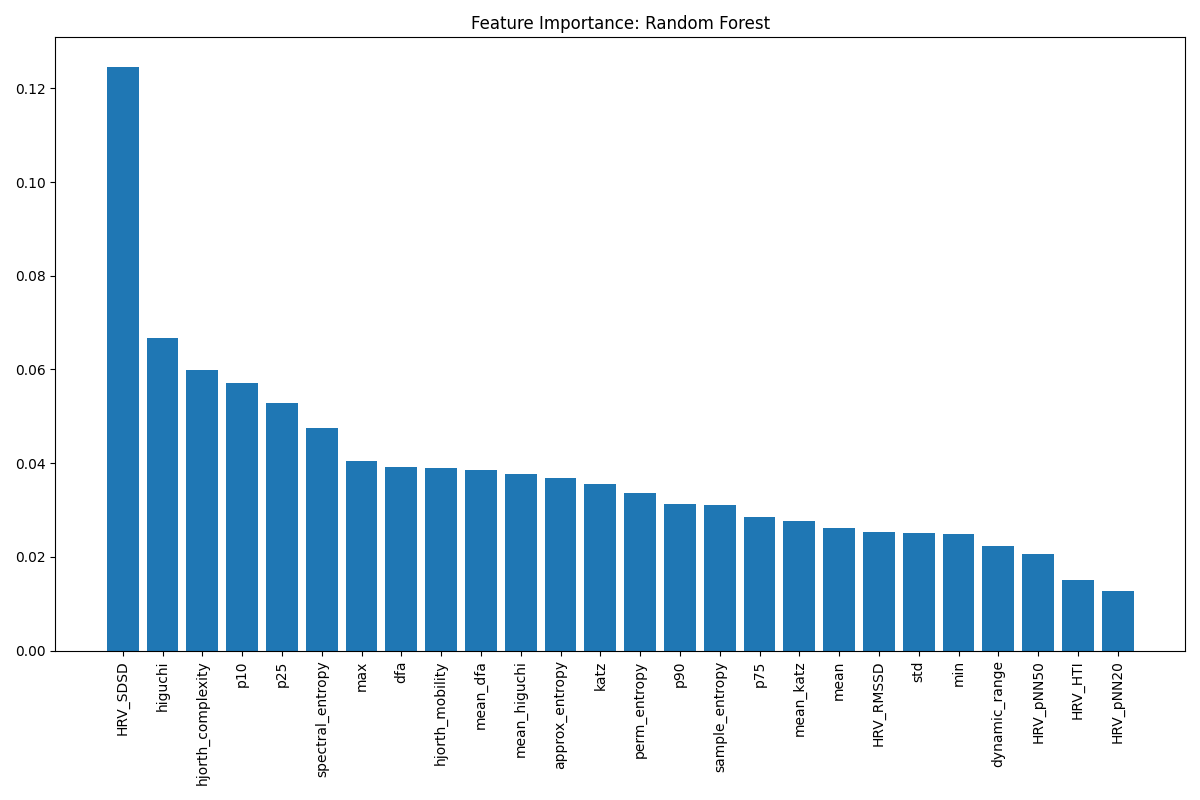 Feature Importance: Random Forest
0.12
0.10
0.08
0.06
0.04
0.02
0.00
HRV_SDSD
higuchi
hjorth_complexity
p10
p25
spectral_entropy
max
dfa
hjorth_mobility
mean_dfa
mean_higuchi
approx_entropy
katz
perm_entropy
p90
sample_entropy
p75
mean_katz
mean
HRV_RMSSD
std
min
dynamic_range
HRV_pNN50
HRV_HTI
HRV_pNN20